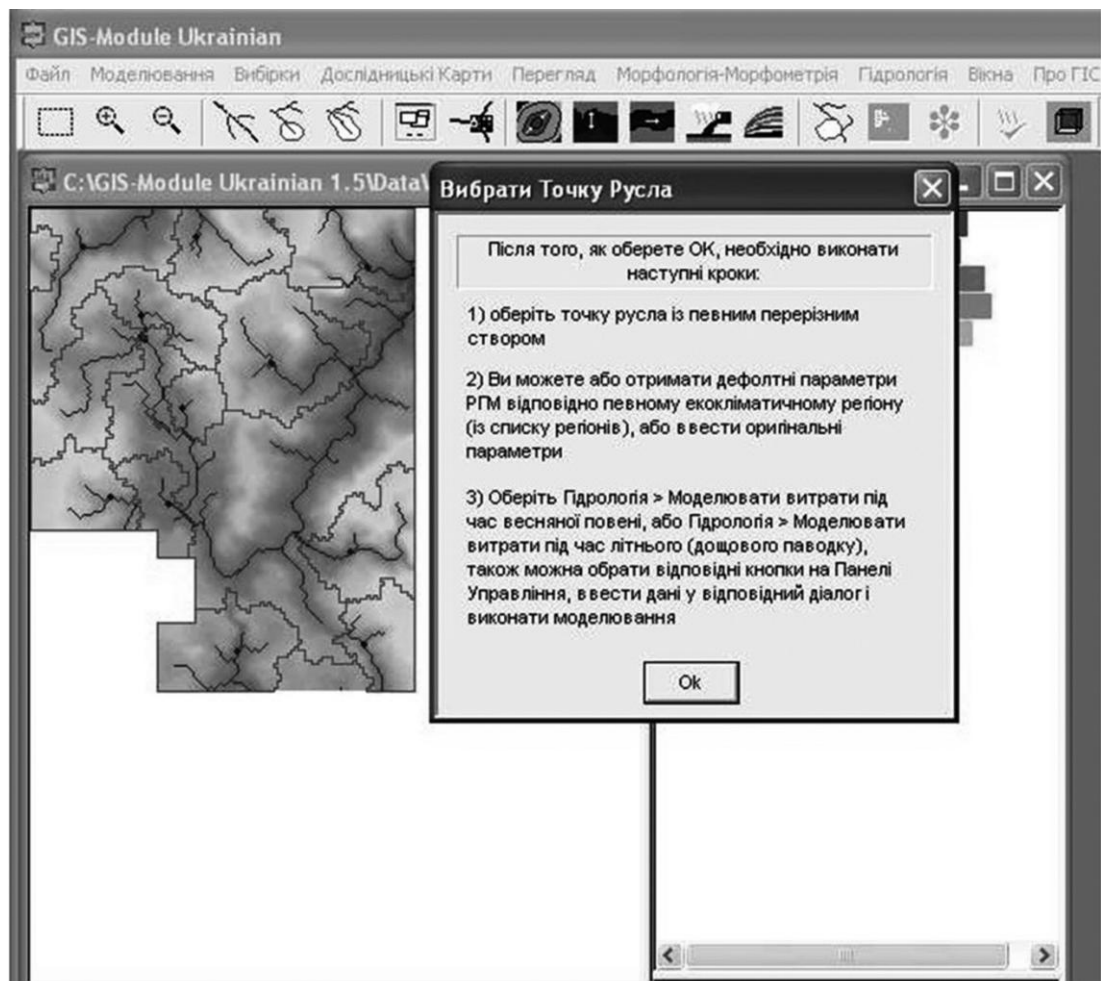 GIS-Module Ukrainian
Файл Моделювання Вибірки Дослідницькі Карти Перегляд Морфологія-Морфометрія Гідрологія Вікна Про ГІС
C:\GIS-Module Ukrainian 1.5\Data\
Вибрати Точку Русла
Після того, як оберете ОК, необхідно виконати
наступні кроки:
1) оберіть точку русла із певним перерізним
створом
2) Ви можете або отримати дефолтні параметри
РГМ відповідно певному екокліматичному регіону
(із списку регіонів), або ввести оригінальні
параметри
3) Оберіть Гідрологія > Моделювати витрати під
час весняної повені, або Гідрологія > Моделювати
витрати під час літнього (дощового паводку),
також можна обрати відповідні кнопки на Панелі
Управління, ввести дані у відповідний діалог і
виконати моделювання
Ok